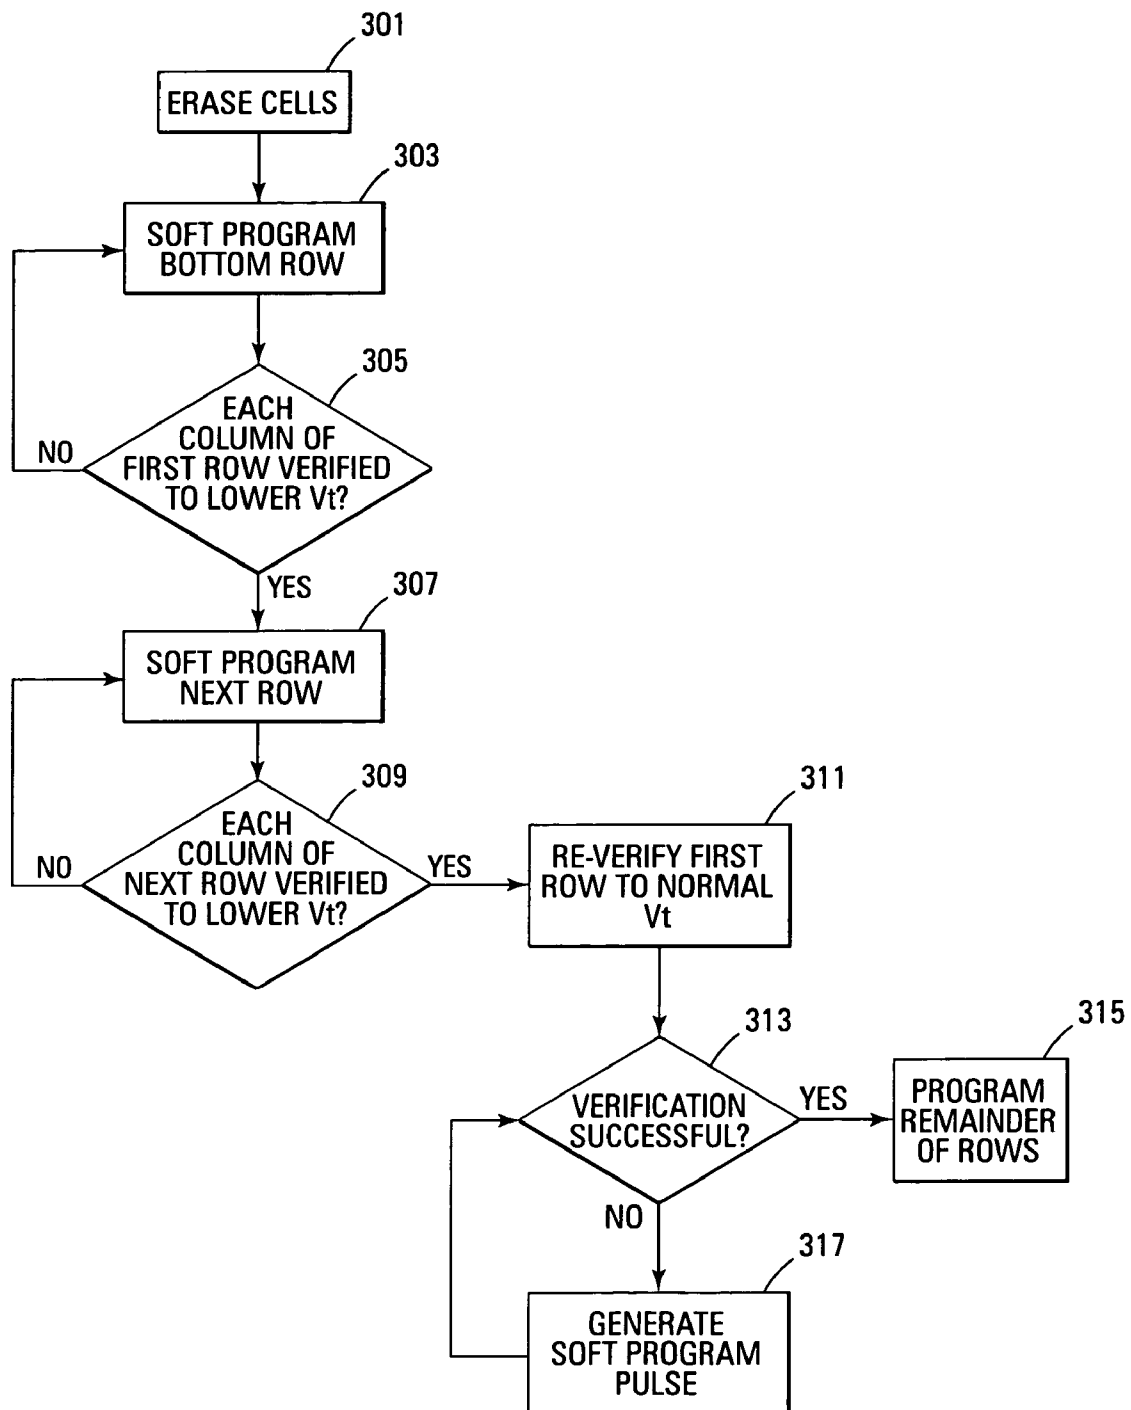 301
ERASE CELLS
303
SOFT PROGRAM
BOTTOM ROW
305
EACH
COLUMN OF
FIRST ROW VERIFIED
TO LOWER Vt?
NO
YES
307
SOFT PROGRAM
NEXT ROW
309
EACH
COLUMN OF
NEXT ROW VERIFIED
TO LOWER Vt?
NO
YES
311
RE-VERIFY FIRST
ROW TO NORMAL
Vt
313
VERIFICATION
SUCCESSFUL?
YES
315
PROGRAM
REMAINDER
OF ROWS
NO
317
GENERATE
SOFT PROGRAM
PULSE